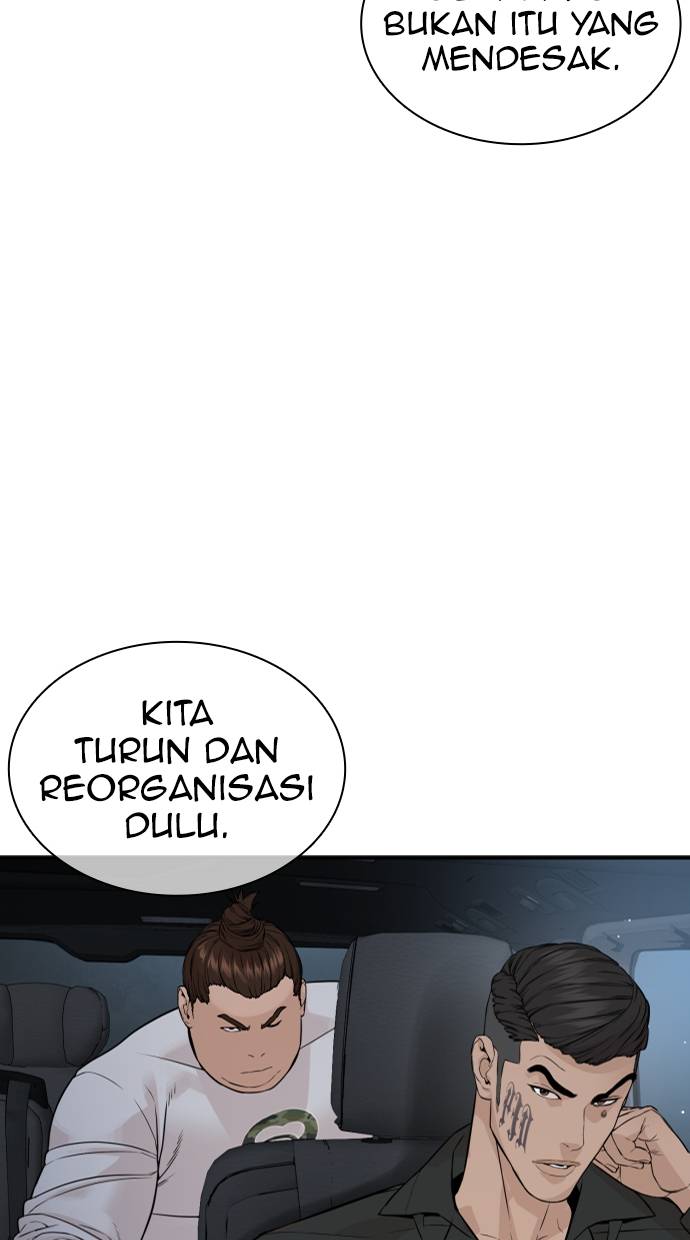 BUKAN ITU YANG
MENDESAK.
KITA
TURUN DAN
REORGANISASI
DULU.